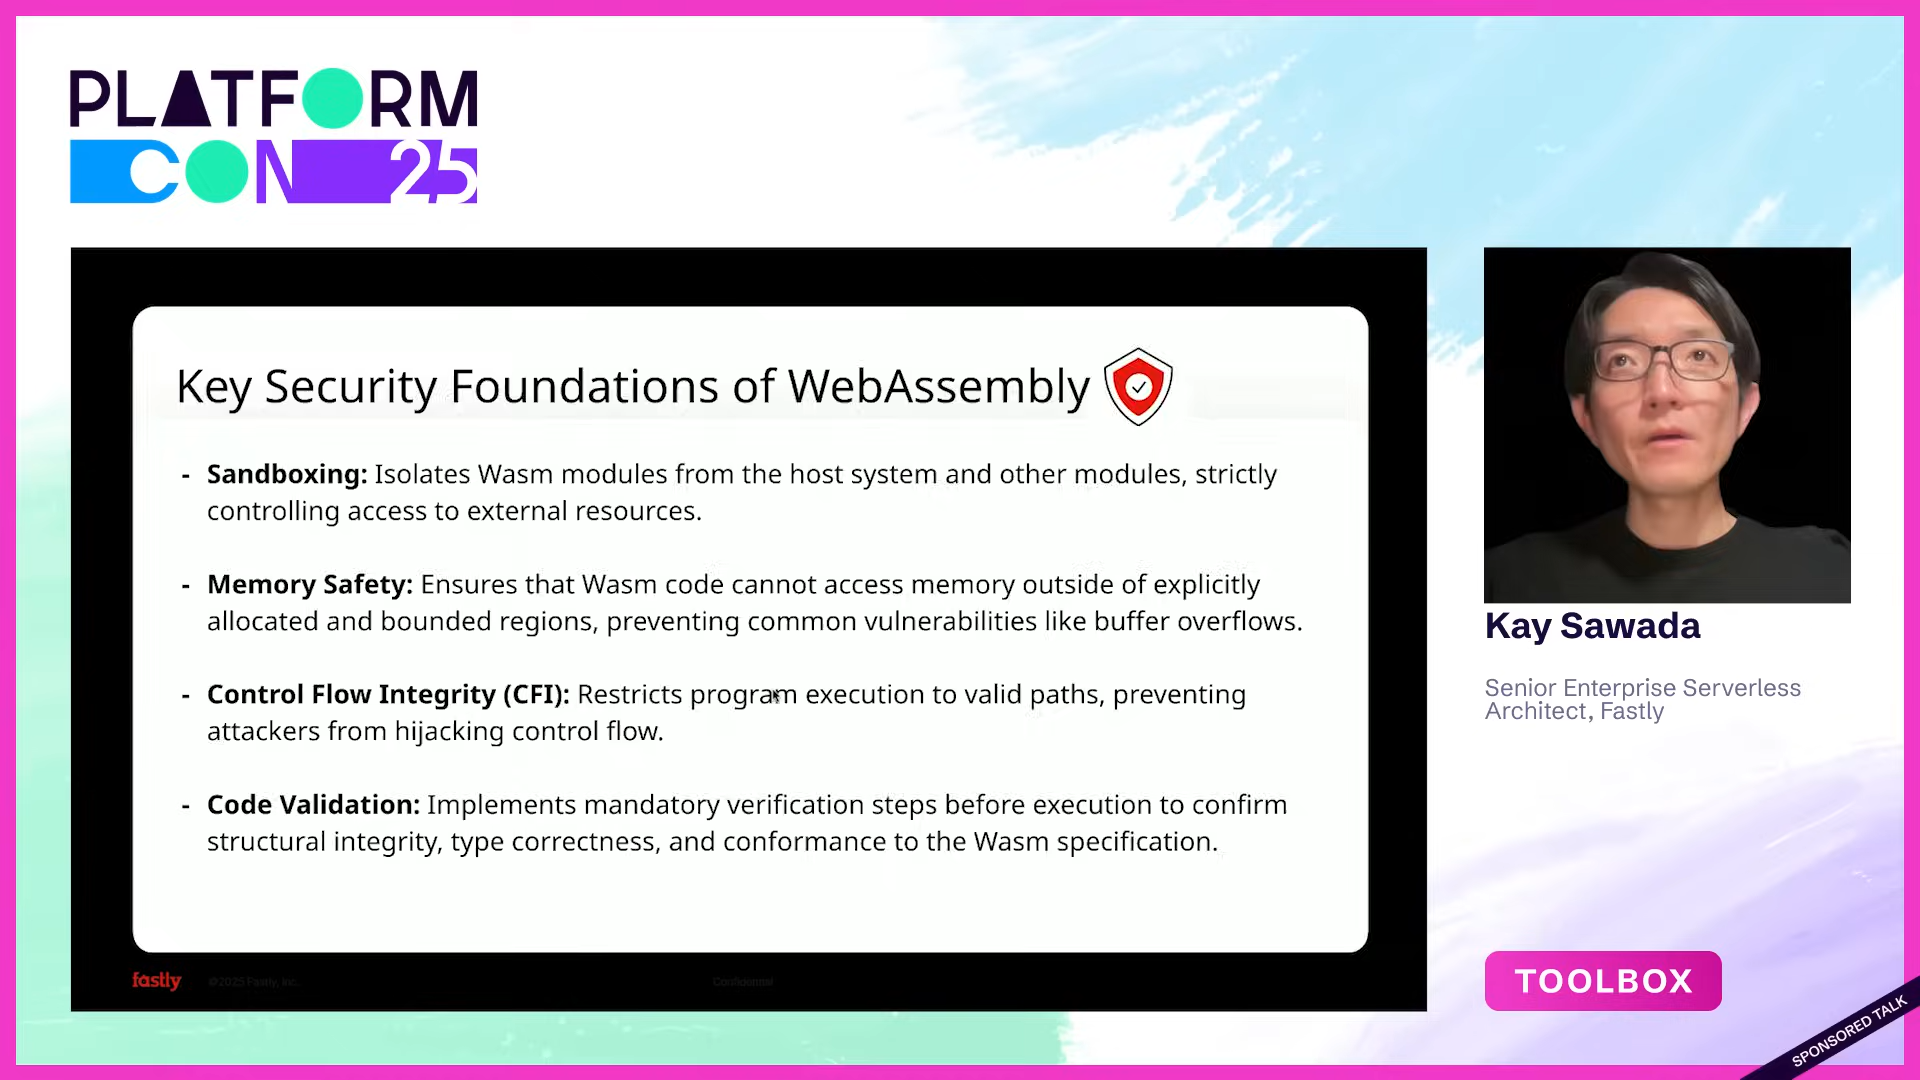 PLATFORM
CON 25
Key Security Foundations of WebAssembly
- Sandboxing: Isolates Wasm modules from the host system and other modules, strictly
controlling access to external resources.
- Memory Safety: Ensures that Wasm code cannot access memory outside of explicitly
allocated and bounded regions, preventing common vulnerabilities like buffer overflows.
- Control Flow Integrity (CFI): Restricts program execution to valid paths, preventing
attackers from hijacking control flow.
- Code Validation: Implements mandatory verification steps before execution to confirm
structural integrity, type correctness, and conformance to the Wasm specification.
fastly
©2025 Fastly, Inc.
Confidential
Kay Sawada
Senior Enterprise Serverless
Architect, Fastly
TOOLBOX
SPONSORED TALK